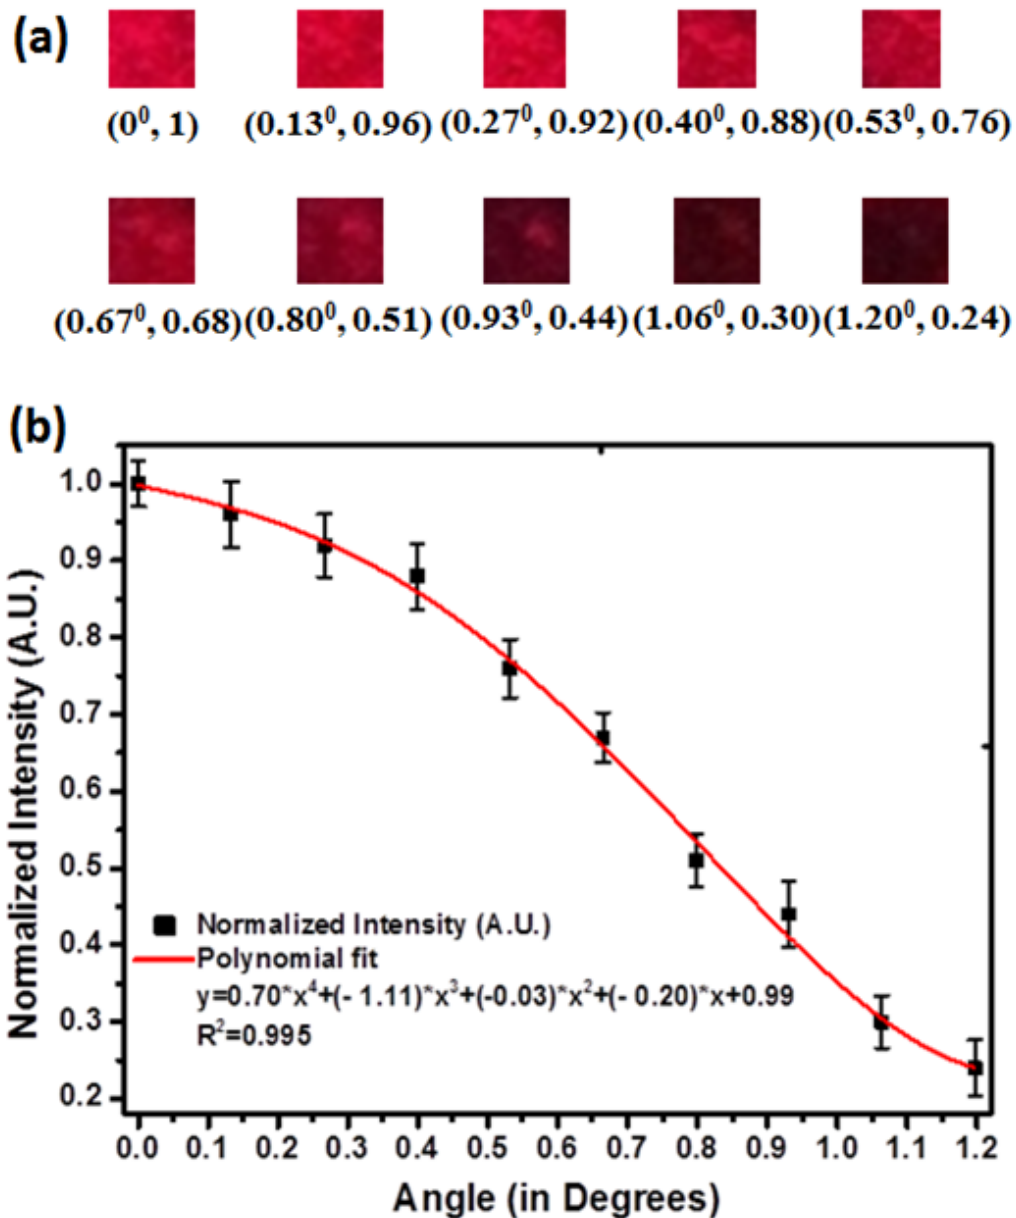 (a)
(0⁰, 1) (0.13⁰, 0.96) (0.27⁰, 0.92) (0.40⁰, 0.88) (0.53⁰, 0.76)
(0.67⁰, 0.68) (0.80⁰, 0.51) (0.93⁰, 0.44) (1.06⁰, 0.30) (1.20⁰, 0.24)
(b)
Normalized Intensity (A.U.)
1.0
0.9
0.8
0.7
0.6
0.5
0.4
0.3
0.2
Normalized Intensity (A.U.)
Polynomial fit
y=0.70*x⁴+(- 1.11)*x³+(-0.03)*x²+(- 0.20)*x+0.99
R²=0.995
0.0 0.1 0.2 0.3 0.4 0.5 0.6 0.7 0.8 0.9 1.0 1.1 1.2
Angle (in Degrees)